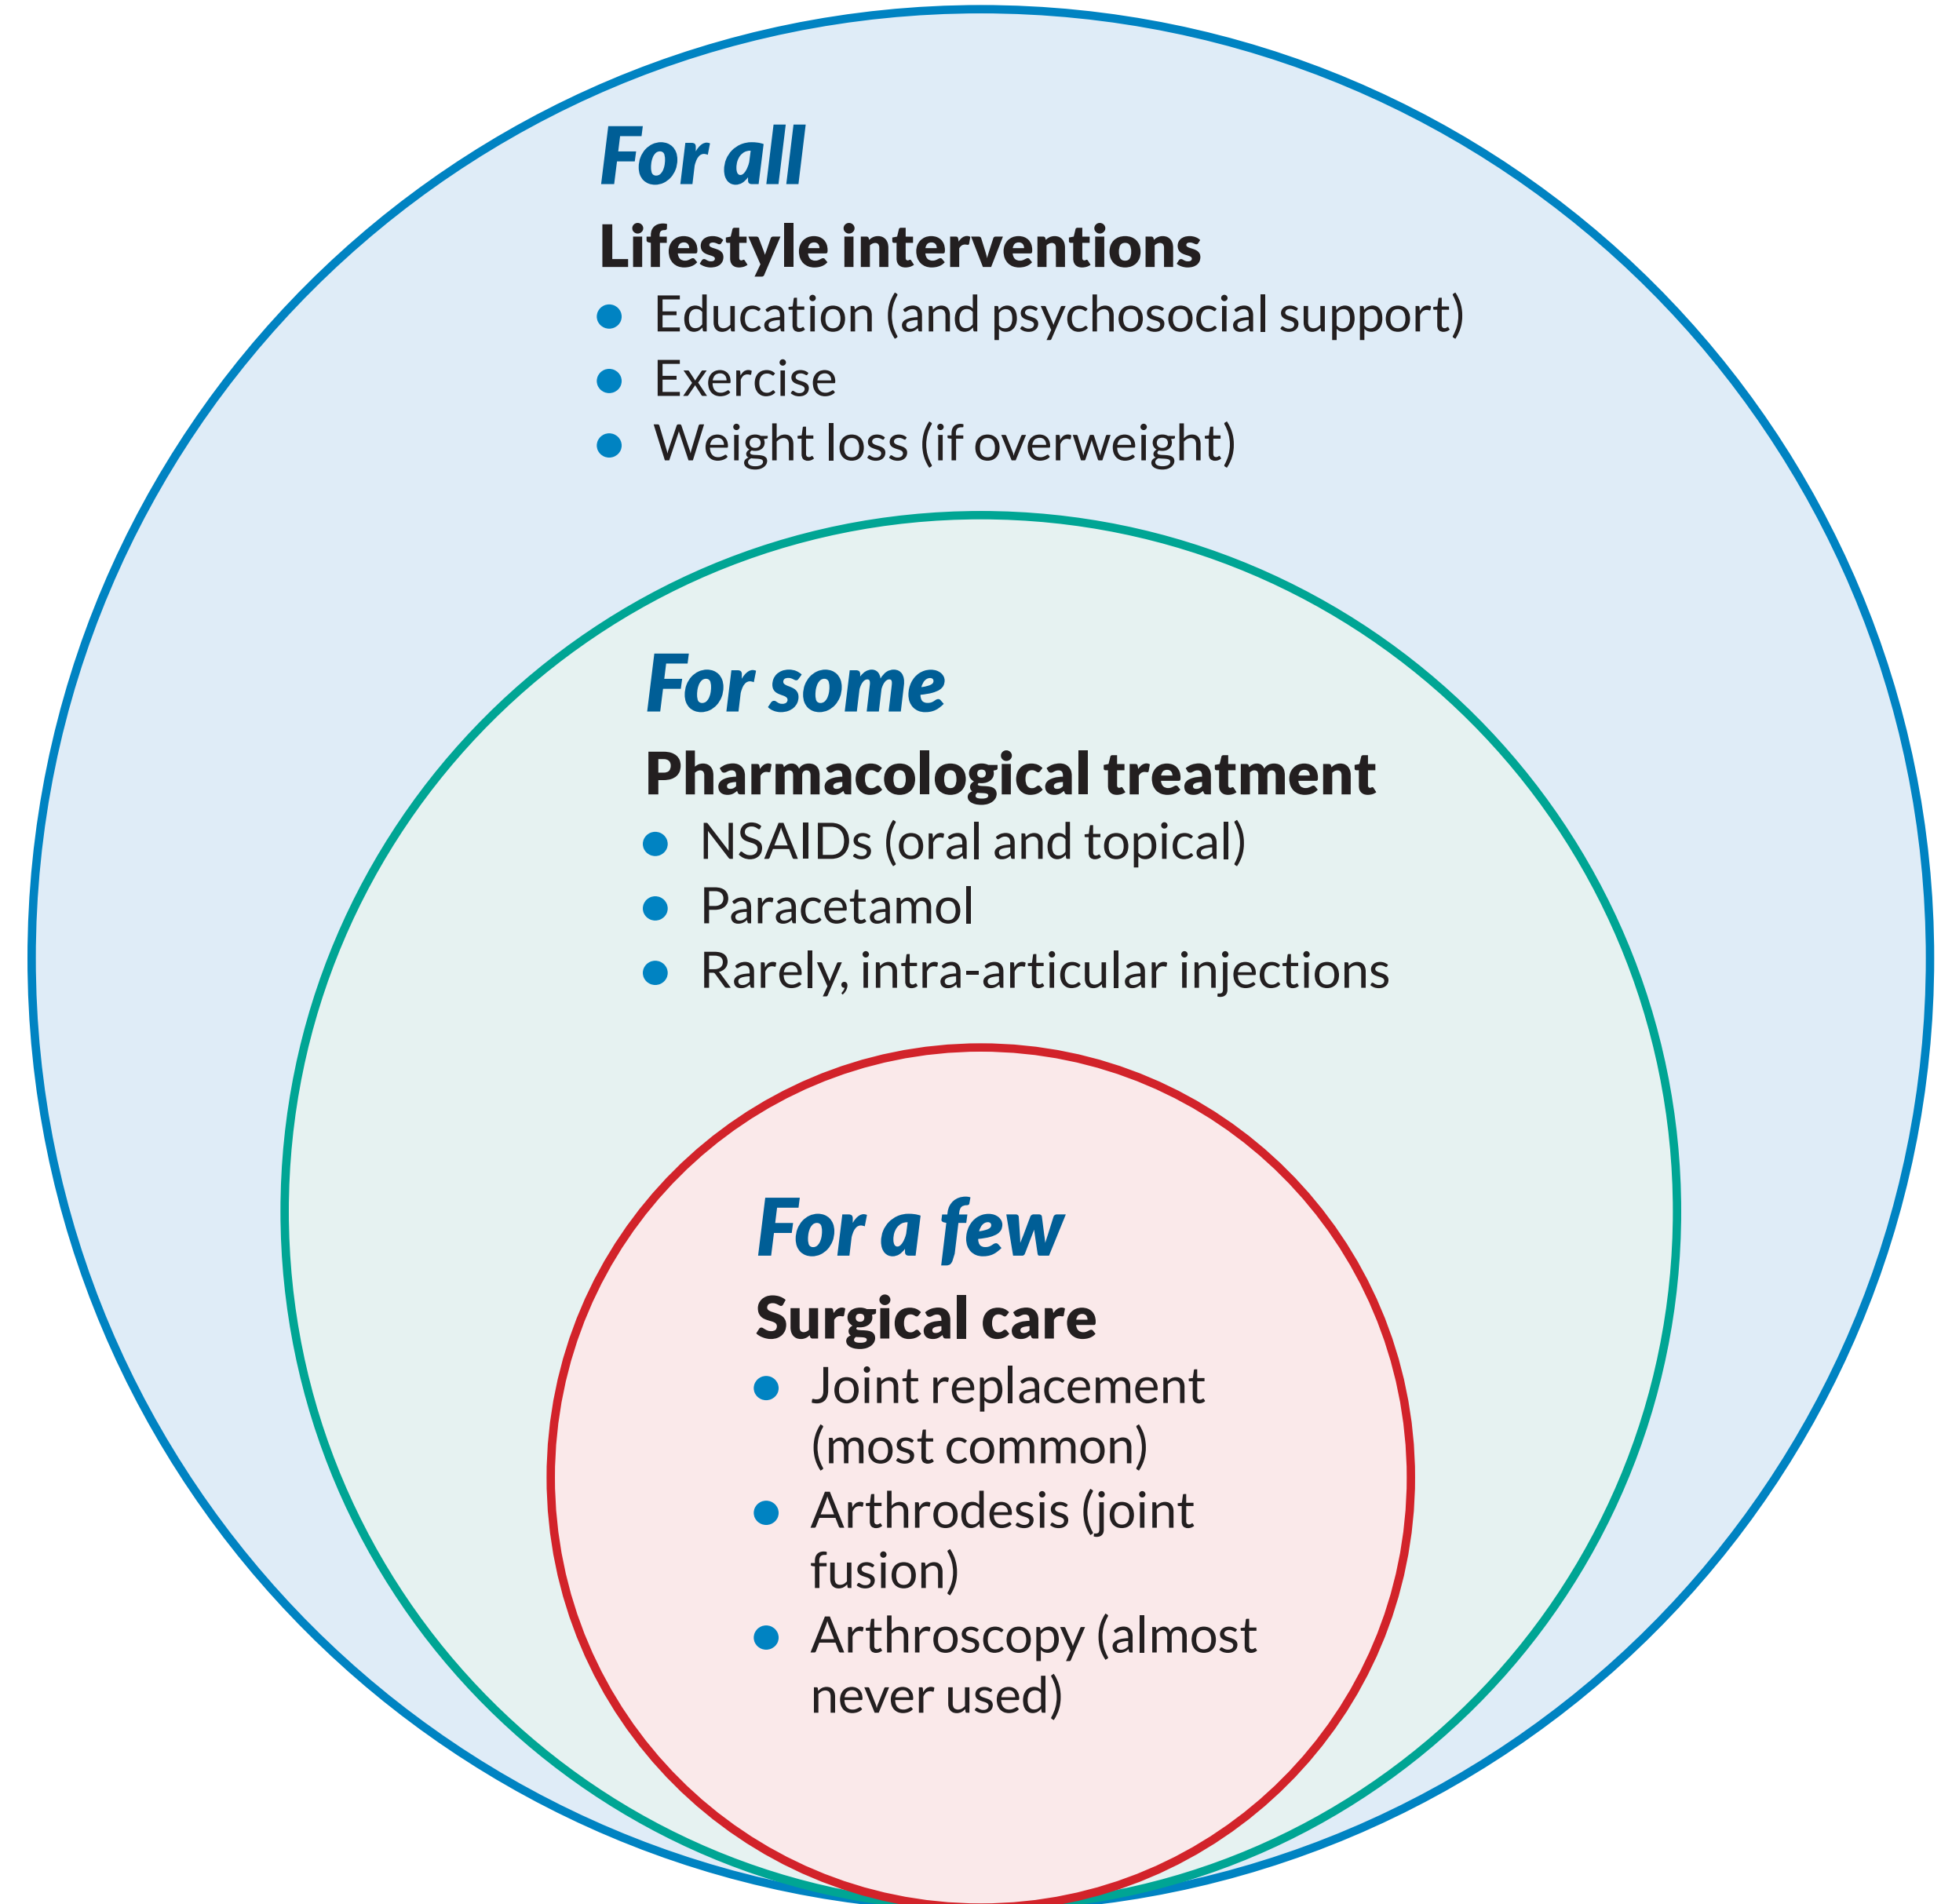 For all
Lifestyle interventions
Education (and psychosocial support)
Exercise
Weight loss (if overweight)
For some
Pharmacological treatment
NSAIDs (oral and topical)
Paracetamol
Rarely, intra-articular injections
For a few
Surgical care
Joint replacement
(most common)
Arthrodesis (joint
fusion)
Arthroscopy (almost
never used)